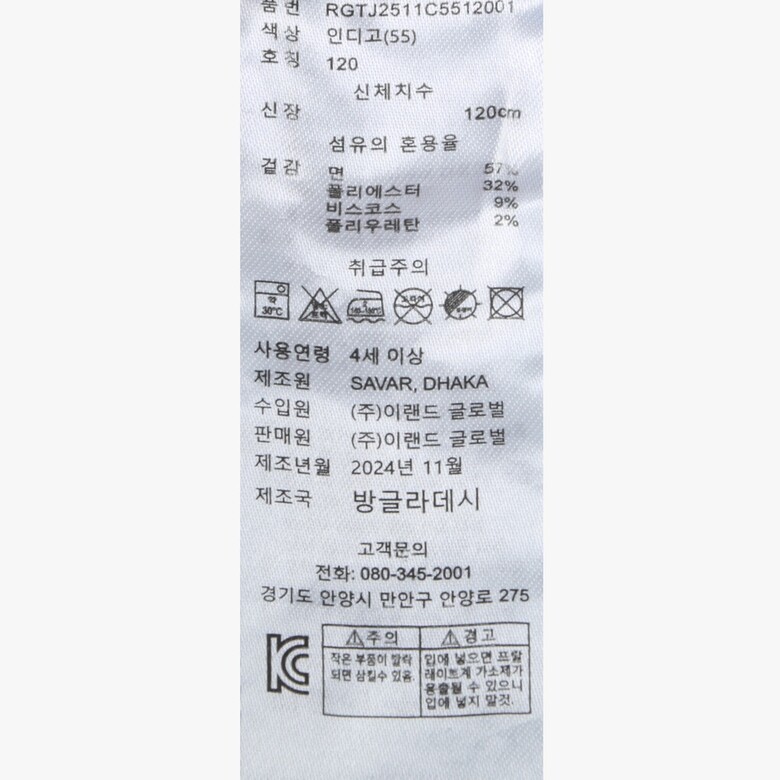 품번 RGTJ2511C5512001
색상 인디고(55)
호칭 120
신체치수
신장 120cm
섬유의 혼용율
겉감 면 57%
폴리에스터 32%
비스코스 9%
폴리우레탄 2%
취급주의
약
30℃
사용연령 4세 이상
제조원 SAVAR, DHAKA
수입원 (주)이랜드 글로벌
판매원 (주)이랜드 글로벌
제조년월 2024년 11월
제조국 방글라데시
고객문의
전화: 080-345-2001
경기도 안양시 만안구 안양로 275
주의
작은 부품이 발락
되면 삼킬수 있음.
경고
입에 넣으면 프탈
레이트계 가소제가
용출될 수 있으니
입에 넣지 말것.